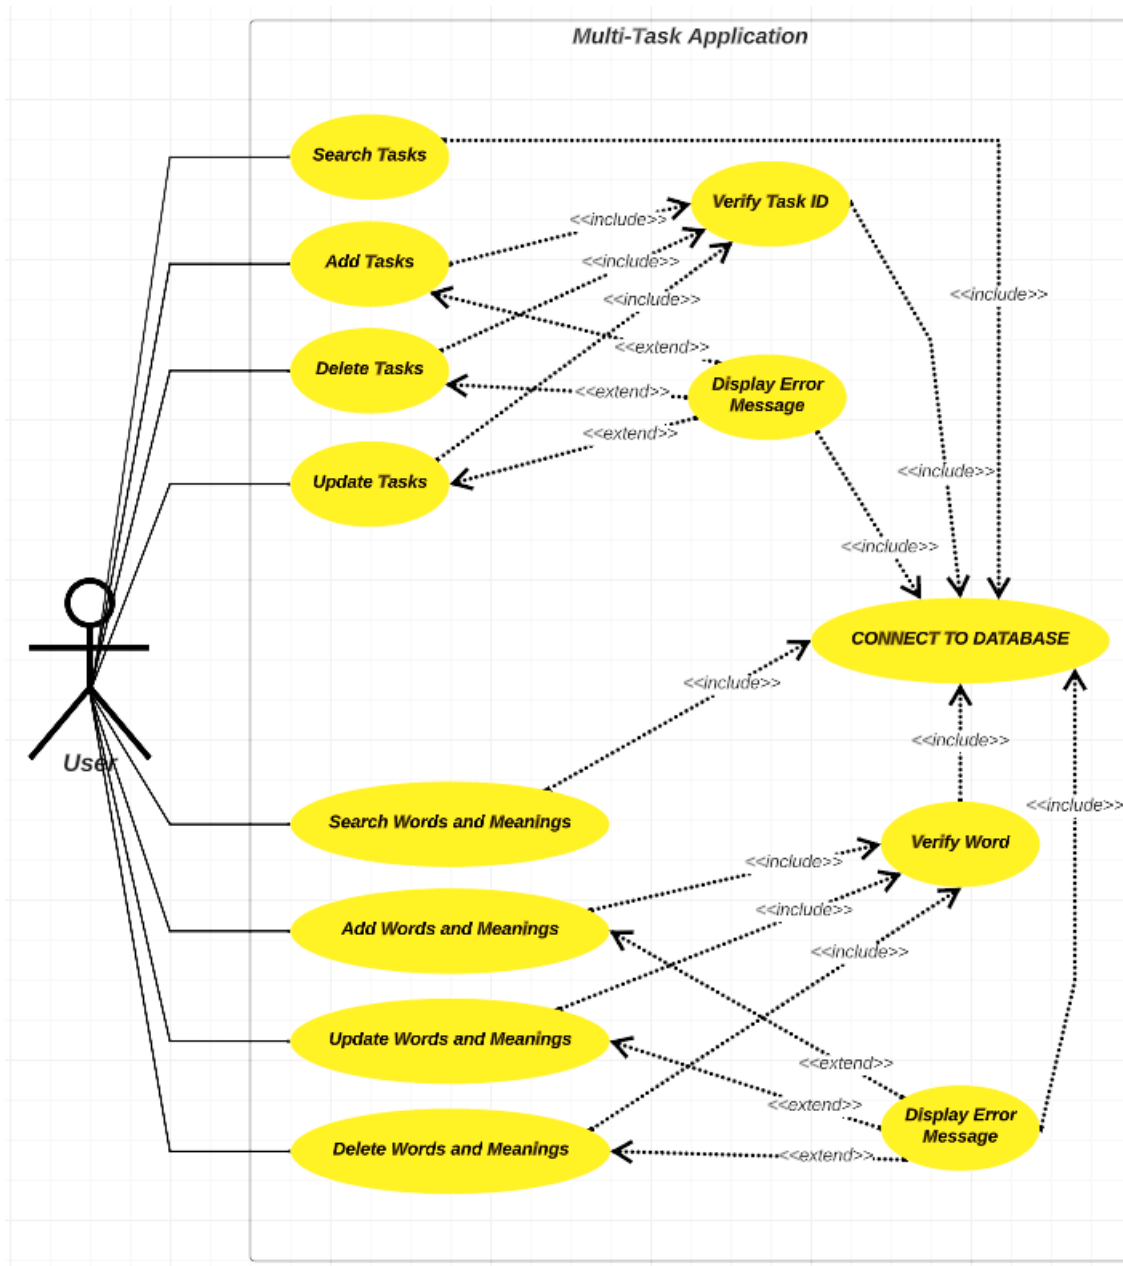 Multi-Task Application
Search Tasks
Verify Task ID
<<include>>
Add Tasks
<<include>>
<<include>>
<<include>>
<<extend>>
Delete Tasks
Display Error
Message
<<extend>>
<<extend>>
Update Tasks
<<include>>
<<include>>
CONNECT TO DATABASE
<<include>>
<<include>>
User
<<include>>
Search Words and Meanings
Verify Word
<<include>>
<<include>>
Add Words and Meanings
<<include>>
Update Words and Meanings
<<extend>>
<<extend>>
Display Error
Message
Delete Words and Meanings
<<extend>>